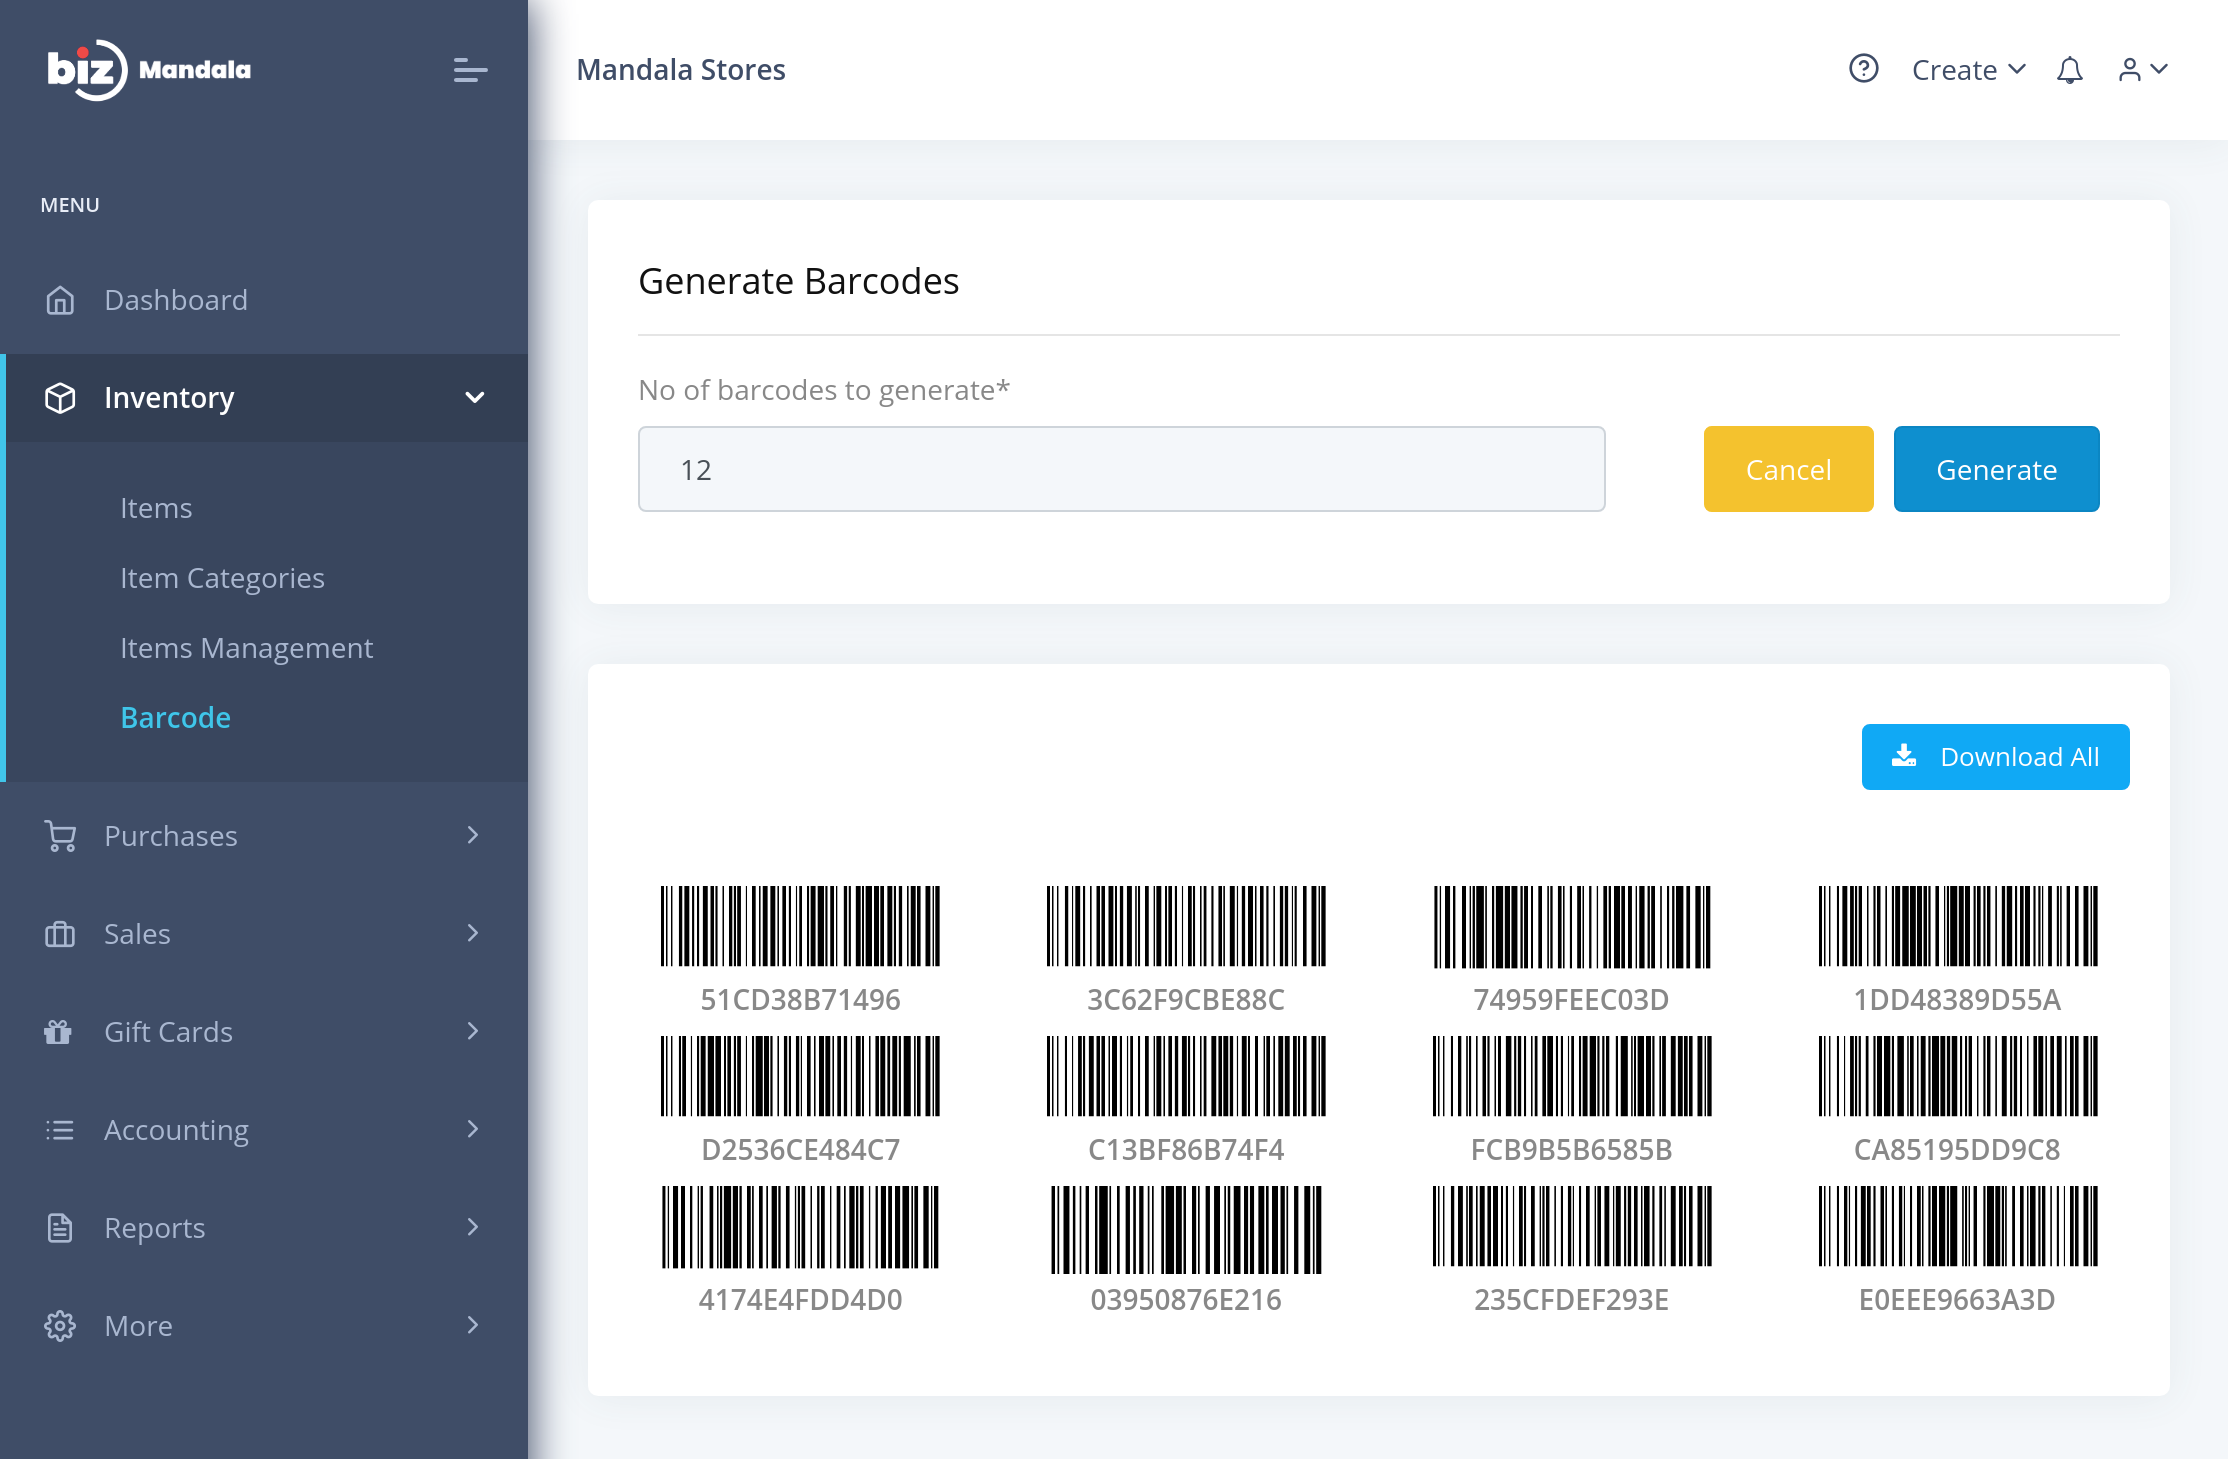 biz Mandala
MENU
Dashboard
Inventory
Items
Item Categories
Items Management
Barcode
Purchases
Sales
Gift Cards
Accounting
Reports
More
Mandala Stores
Create
Generate Barcodes
No of barcodes to generate*
12
Cancel
Generate
Download All
51CD38B71496
3C62F9CBE88C
74959FEEC03D
1DD48389D55A
D2536CE484C7
C13BF86B74F4
FCB9B5B6585B
CA85195DD9C8
4174E4FDD4D0
03950876E216
235CFDEF293E
E0EEE9663A3D